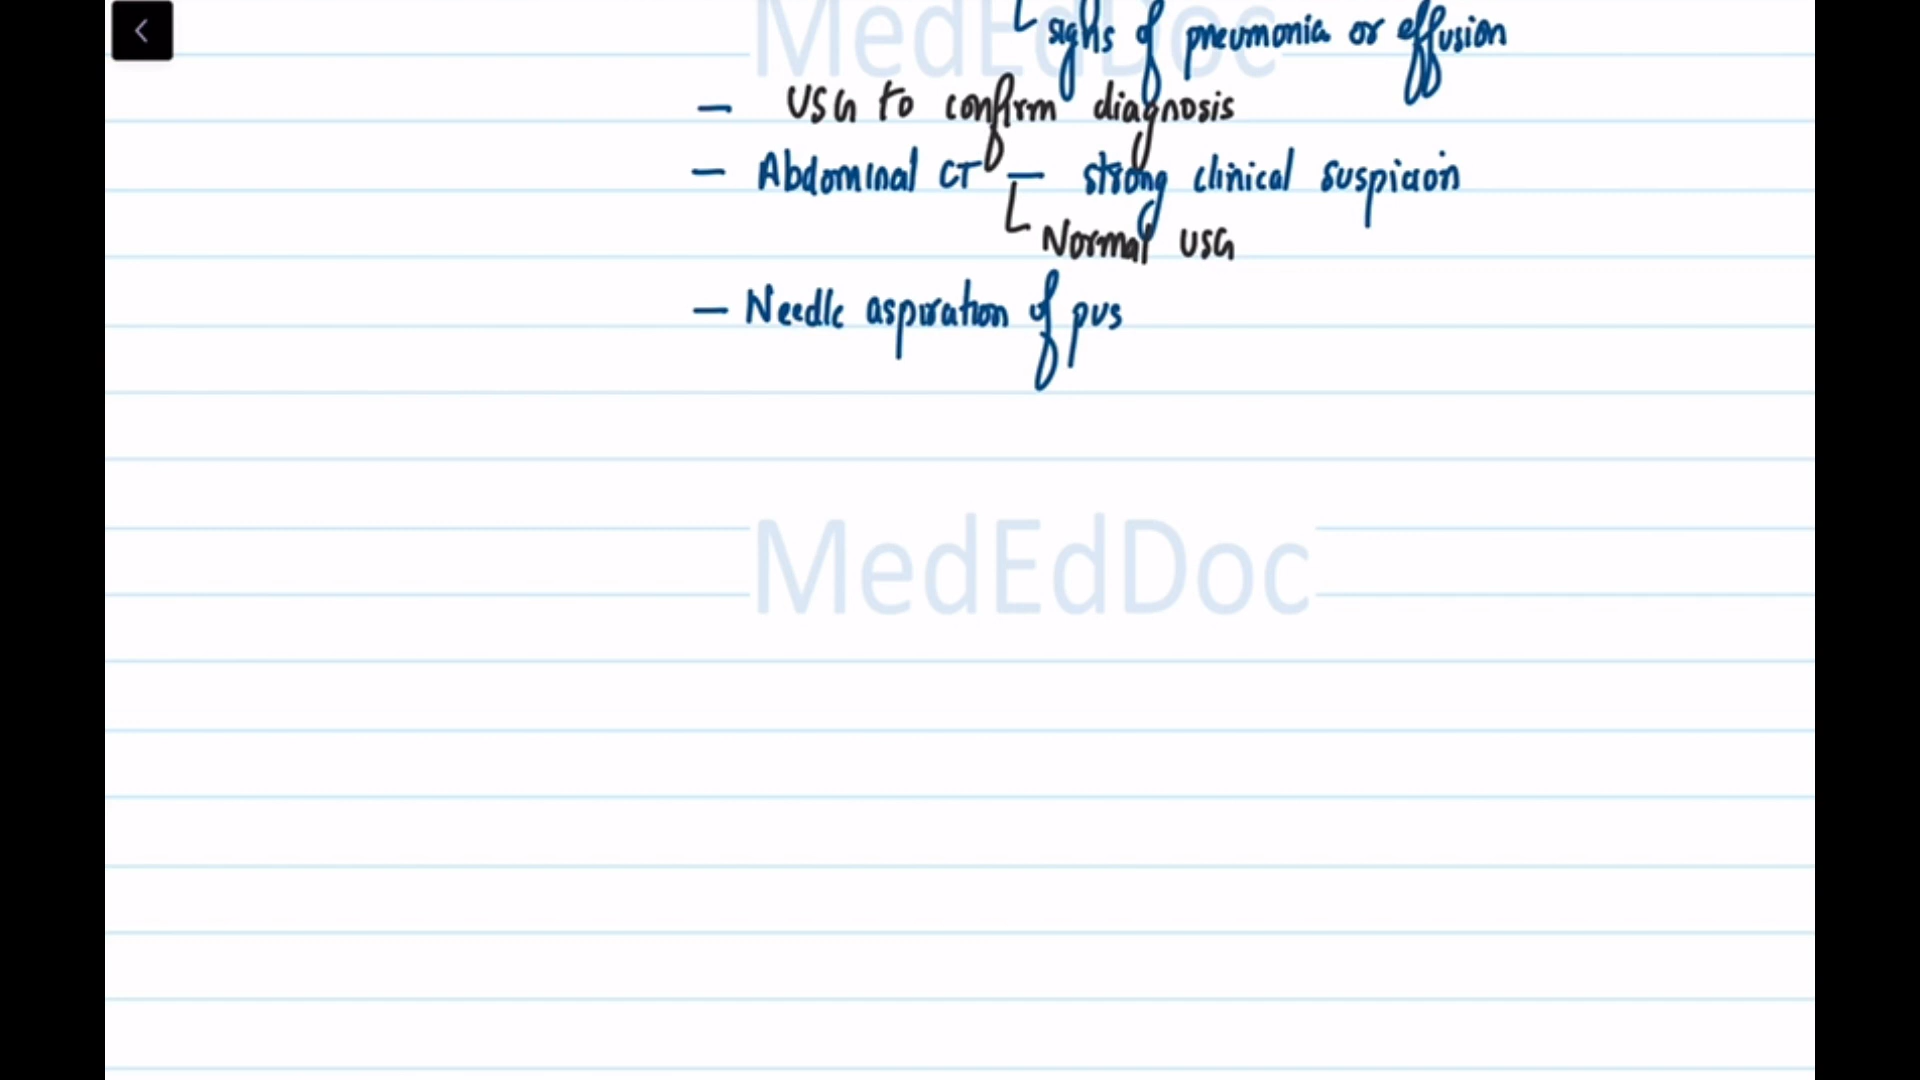 MedEdDoc
signs of pneumonia or effusion
— USG to confirm diagnosis
— Abdominal CT — strong clinical suspicion
Normal USG
— Needle aspiration of pus
MedEdDoc